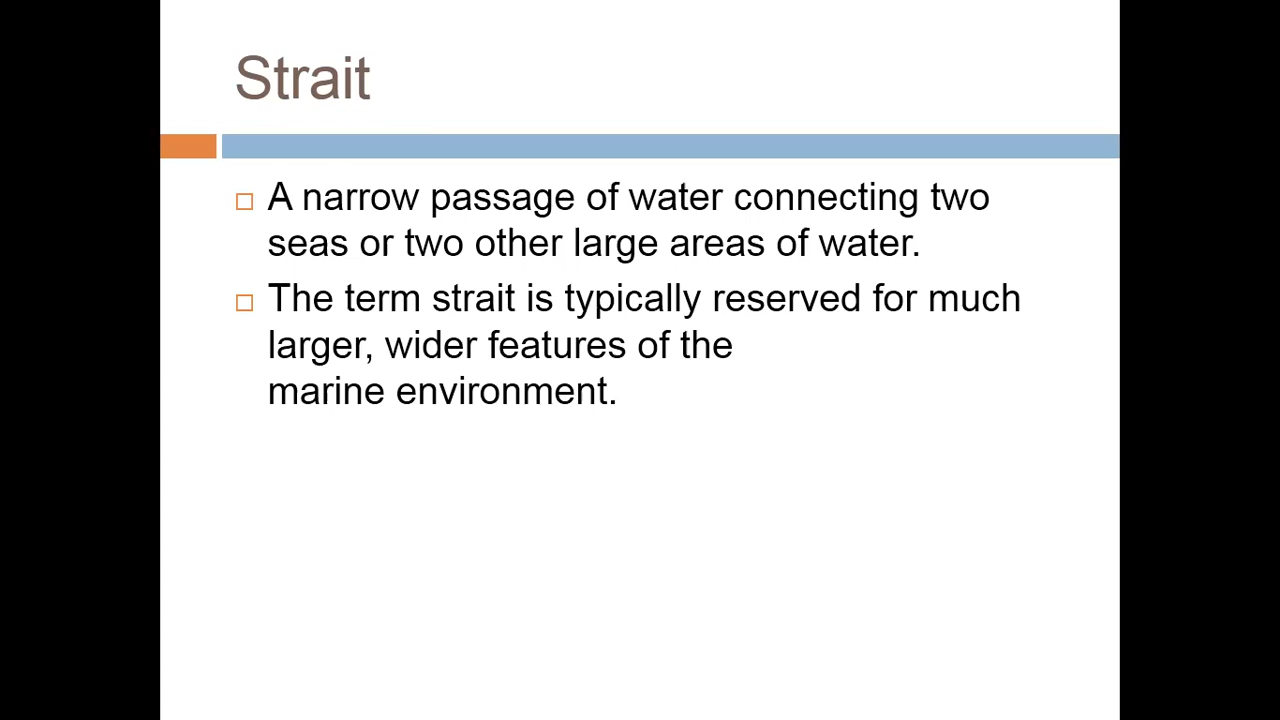 Strait
A narrow passage of water connecting two
seas or two other large areas of water.
The term strait is typically reserved for much
larger, wider features of the
marine environment.